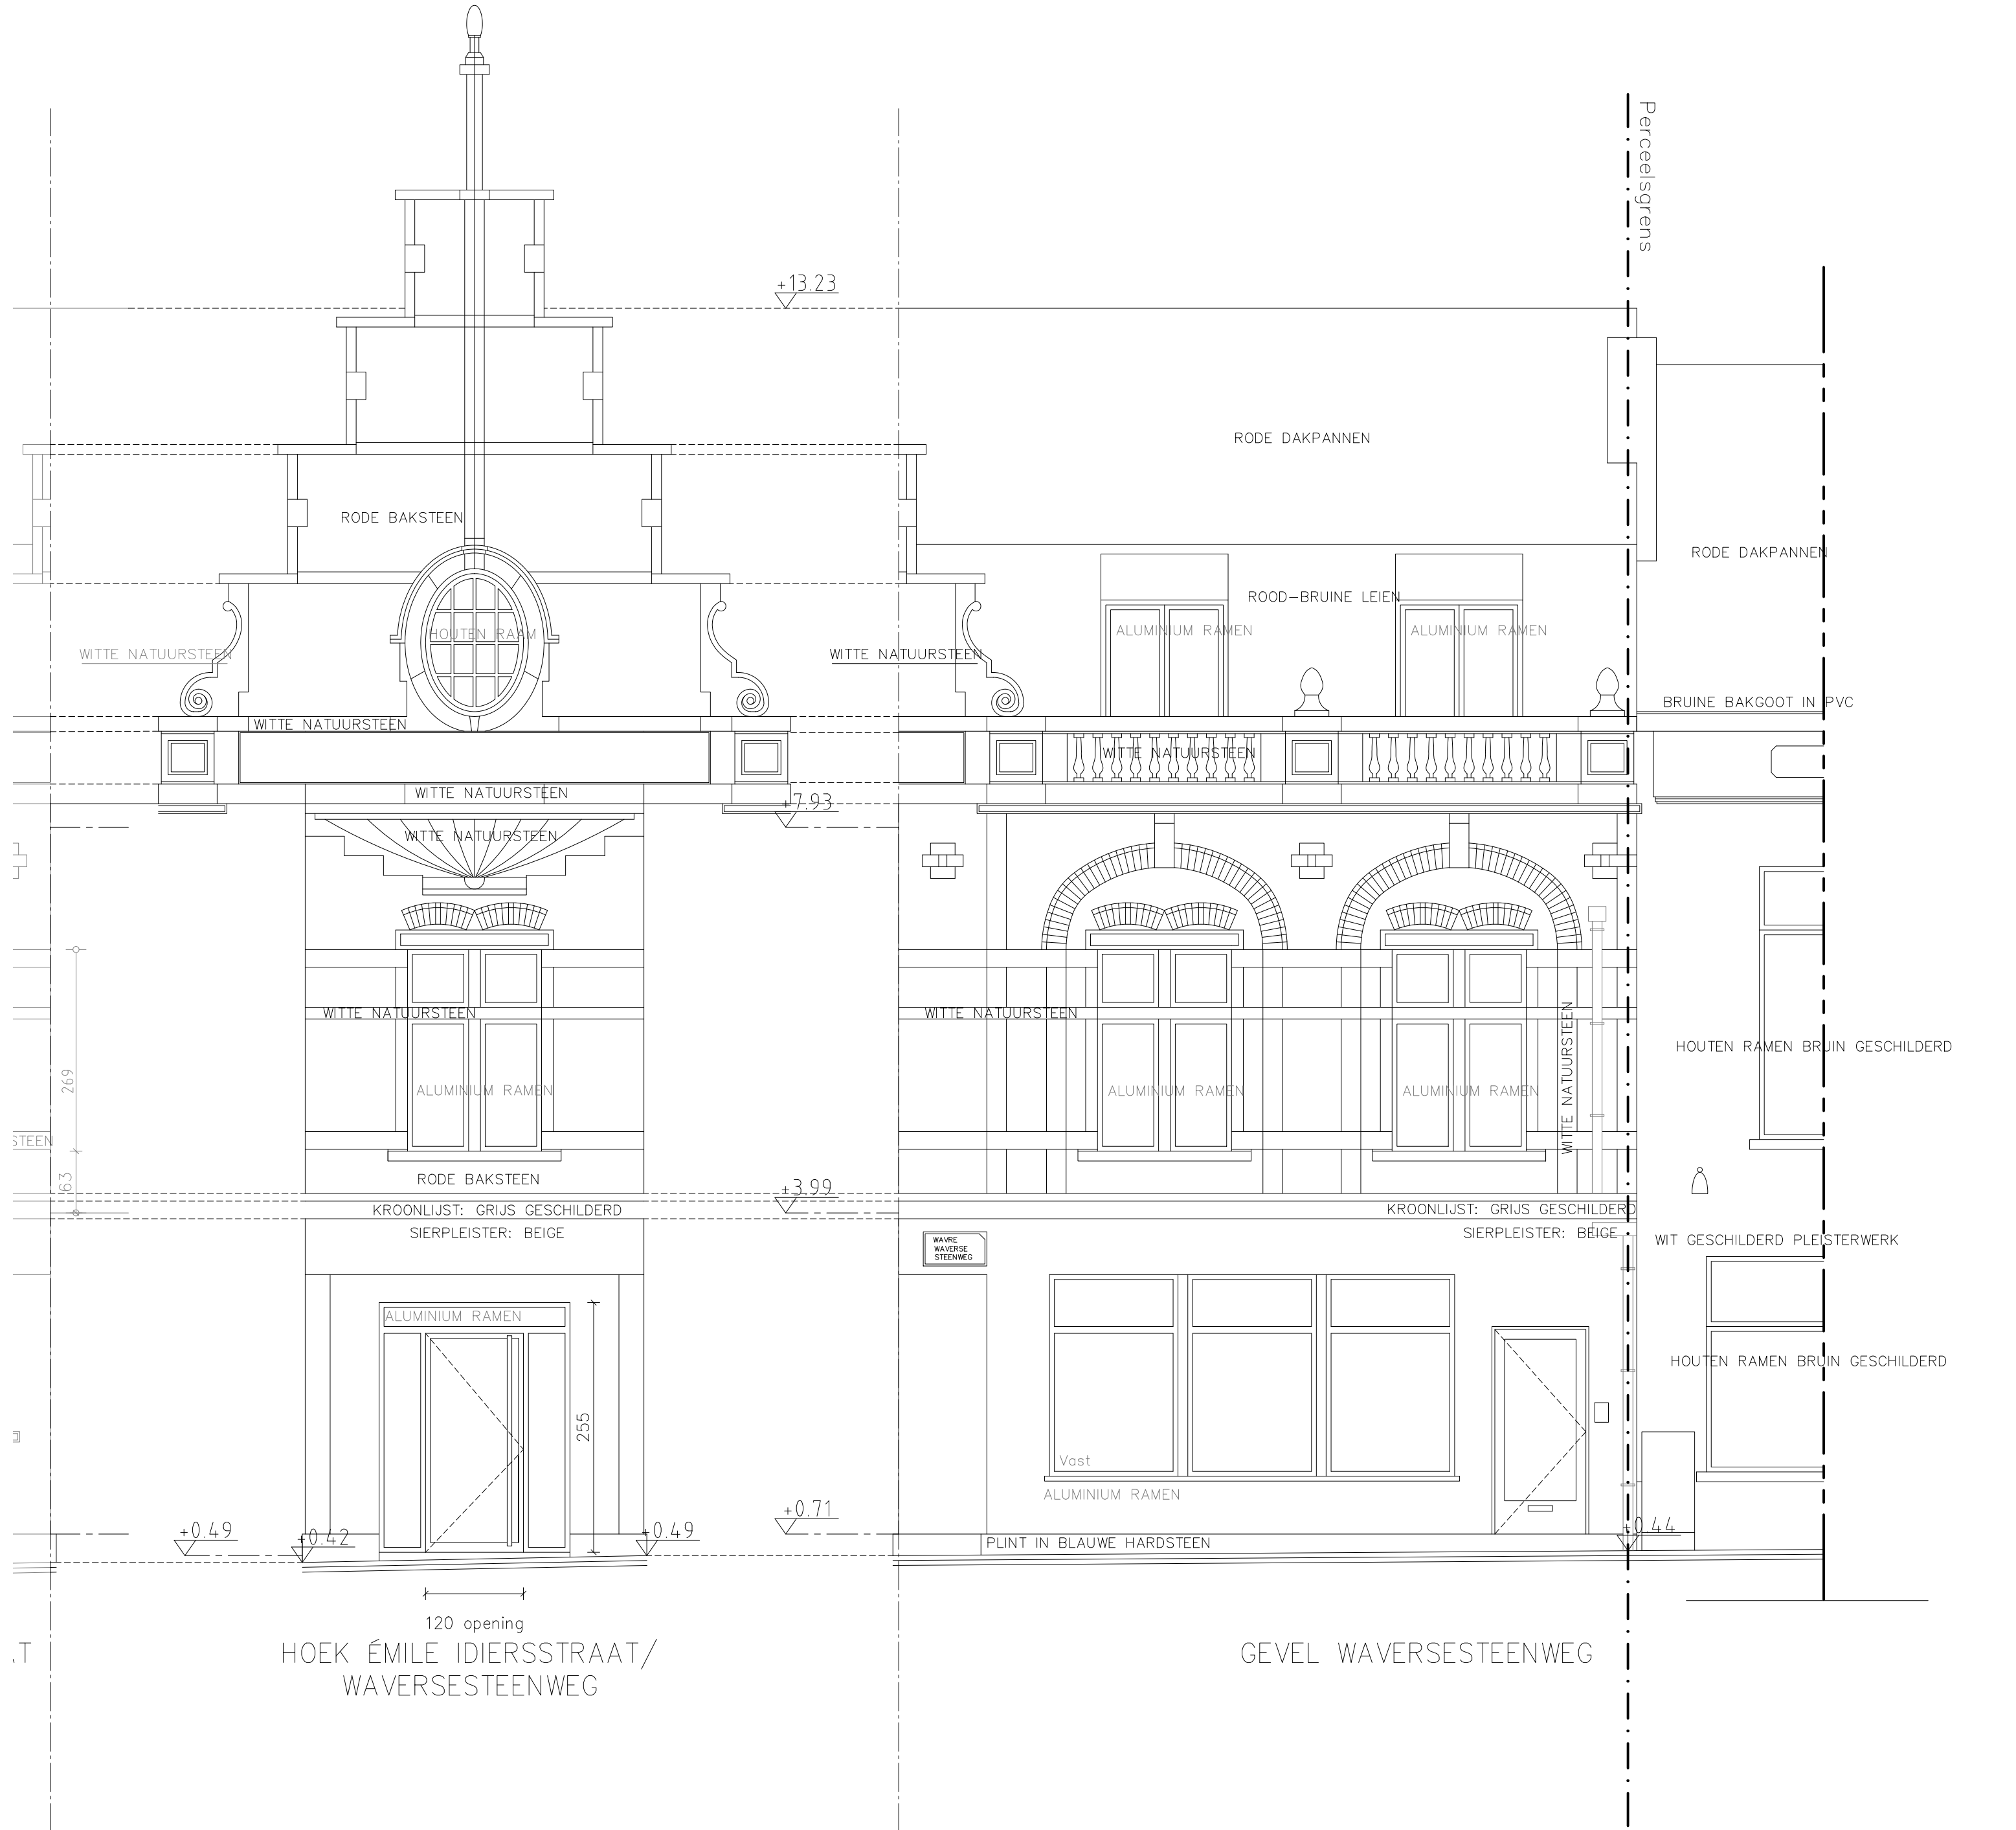 Perceelsgrens
+13.23
RODE DAKPANNEN
RODE BAKSTEEN
RODE DAKPANNEN
ROOD-BRUINE LEIEN
HOUTEN RAAM
ALUMINIUM RAMEN
ALUMINIUM RAMEN
WITTE NATUURSTEEN
WITTE NATUURSTEEN
BRUINE BAKGOOT IN PVC
WITTE NATUURSTEEN
WITTE NATUURSTEEN
WITTE NATUURSTEEN
+7.93
WITTE NATUURSTEEN
WITTE NATUURSTEEN
WITTE NATUURSTEEN
WITTE NATUURSTEEN
HOUTEN RAMEN BRUIN GESCHILDERD
269
ALUMINIUM RAMEN
ALUMINIUM RAMEN
ALUMINIUM RAMEN
STEEN
63
RODE BAKSTEEN
+3.99
KROONLIJST: GRIJS GESCHILDERD
KROONLIJST: GRIJS GESCHILDERD
SIERPLEISTER: BEIGE
SIERPLEISTER: BEIGE
WAVRE
WAVERSE
STEENWEG
WIT GESCHILDERD PLEISTERWERK
ALUMINIUM RAMEN
HOUTEN RAMEN BRUIN GESCHILDERD
255
Vast
ALUMINIUM RAMEN
+0.71
+0.49
+0.42
+0.49
+0.44
PLINT IN BLAUWE HARDSTEEN
120 opening
T
HOEK ÉMILE IDIERSSTRAAT/
WAVERSESTEENWEG
GEVEL WAVERSESTEENWEG